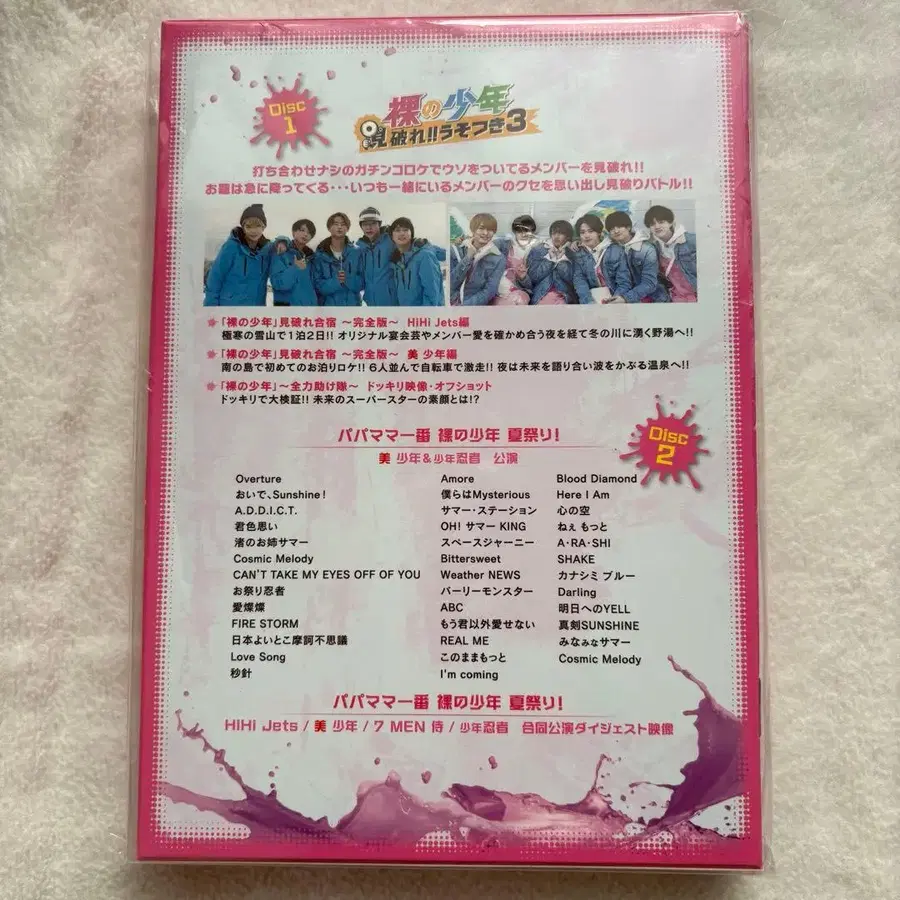 Disc
1
裸の少年
見破れ!!うそつき3
打ち合わせナシのガチンコロケでウソをついてるメンバーを見破れ!!
お題は急に降ってくる・・・いつも一緒にいるメンバーのクセを思い出し見破りバトル!!
「裸の少年」見破れ合宿 〜完全版〜 HiHi Jets編
極寒の雪山で1泊2日!! オリジナル宴会芸やメンバー愛を確かめ合う夜を経て冬の川に湧く野湯へ!!
「裸の少年」見破れ合宿 〜完全版〜 美 少年編
南の島で初めてのお泊りロケ!! 6人並んで自転車で激走!! 夜は未来を語り合い波をかぶる温泉へ!!
「裸の少年」〜全力助け隊〜 ドッキリ映像・オフショット
ドッキリで大検証!! 未来のスーパースターの素顔とは!?
Disc
2
パパママ一番 裸の少年 夏祭り!
美 少年&少年忍者 公演
Overture
おいで、Sunshine!
A.D.D.I.C.T.
君色思い
渚のお姉サマー
Cosmic Melody
CAN'T TAKE MY EYES OFF OF YOU
お祭り忍者
愛燦燦
FIRE STORM
日本よいとこ摩訶不思議
Love Song
秒針
Amore
僕らはMysterious
サマー・ステーション
OH! サマー KING
スペースジャーニー
Bittersweet
Weather NEWS
バーリーモンスター
ABC
もう君以外愛せない
REAL ME
このままもっと
I'm coming
Blood Diamond
Here I Am
心の空
ねぇ もっと
A・RA・SHI
SHAKE
カナシミ ブルー
Darling
明日へのYELL
真剣SUNSHINE
みなみなサマー
Cosmic Melody
パパママ一番 裸の少年 夏祭り!
HiHi Jets / 美 少年 / 7 MEN 侍 / 少年忍者 合同公演ダイジェスト映像